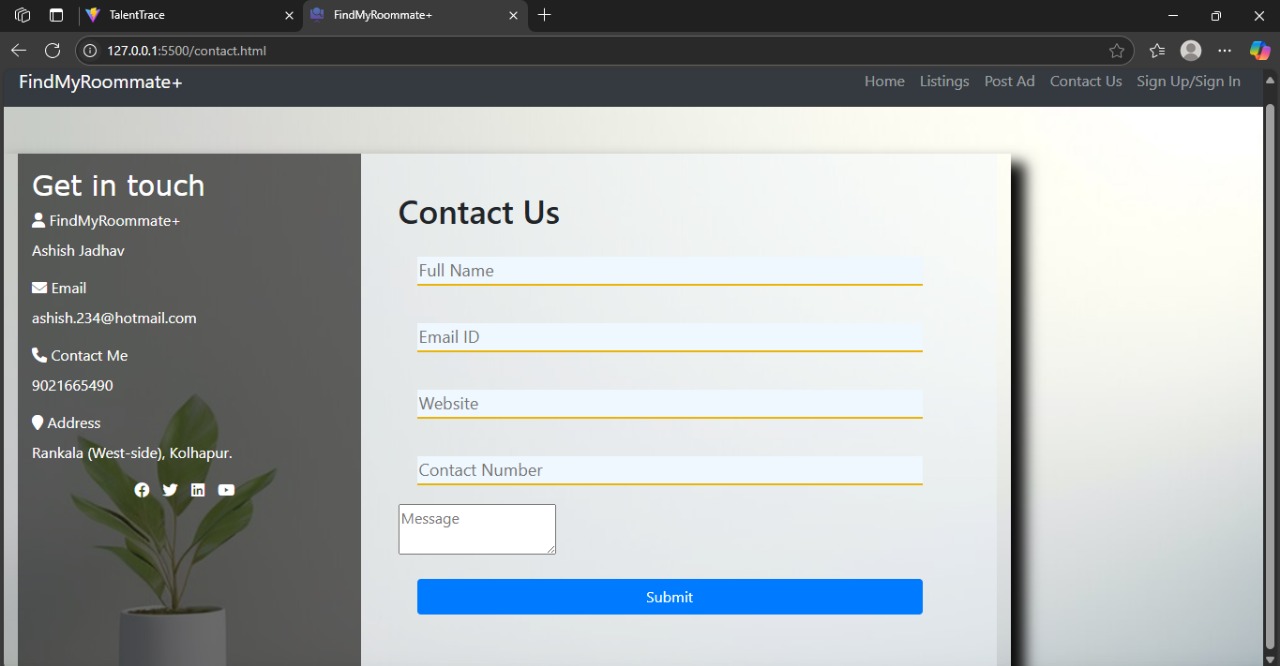 TalentTrace
FindMyRoommate+
127.0.0.1:5500/contact.html
FindMyRoommate+
Home Listings Post Ad Contact Us Sign Up/Sign In
Get in touch
FindMyRoommate+
Ashish Jadhav
Email
ashish.234@hotmail.com
Contact Me
9021665490
Address
Rankala (West-side), Kolhapur.
Contact Us
Full Name
Email ID
Website
Contact Number
Message
Submit